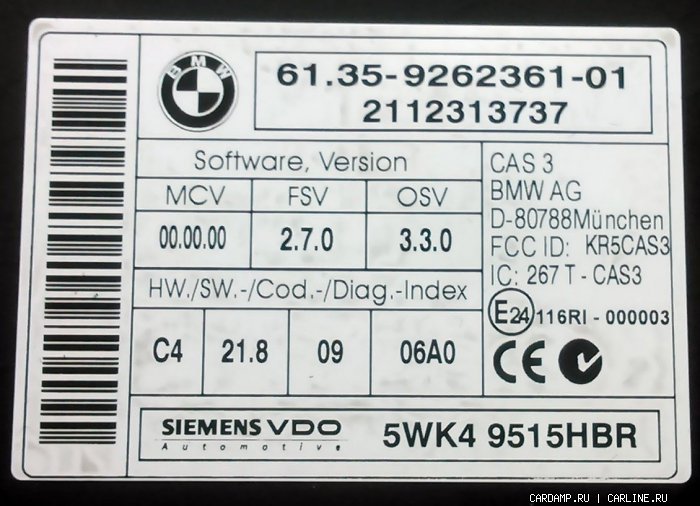 BMW
61.35-9262361-01
2112313737
Software, Version
MCV FSV OSV
00.00.00 2.7.0 3.3.0
HW./SW.-/Cod.-/Diag.-Index
C4 21.8 09 06A0
CAS 3
BMW AG
D-80788München
FCC ID: KR5CAS3
IC: 267 T - CAS3
E24 116RI - 000003
CE
SIEMENS VDO
Automotive
5WK4 9515HBR
CARDAMP.RU | CARLINE.RU